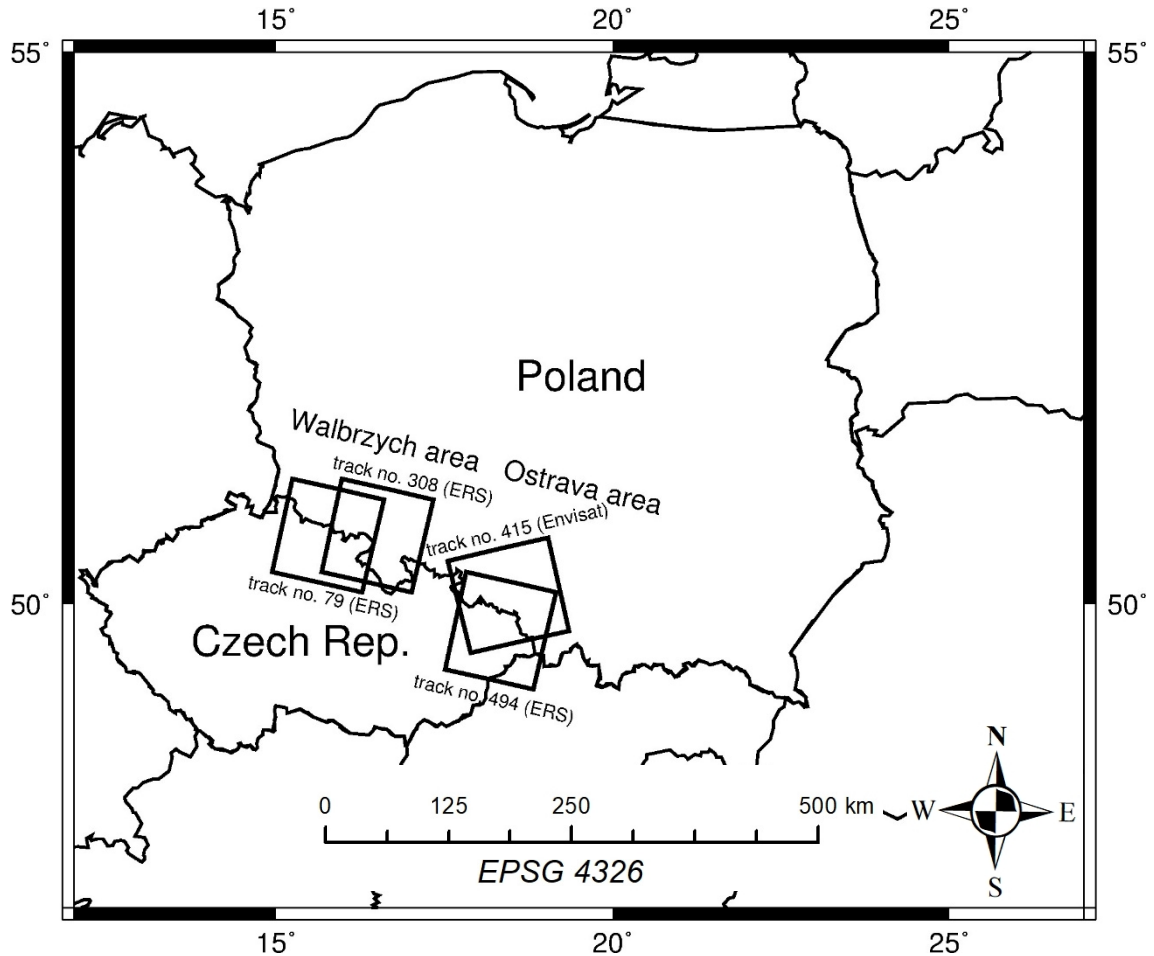 15° 20° 25°
55° 55°
Poland
Walbrzych area
track no. 308 (ERS)
Ostrava area
track no. 415 (Envisat)
track no. 79 (ERS)
50° 50°
Czech Rep.
track no. 494 (ERS)
N
W E
S
0 125 250 500 km
EPSG 4326
15° 20° 25°